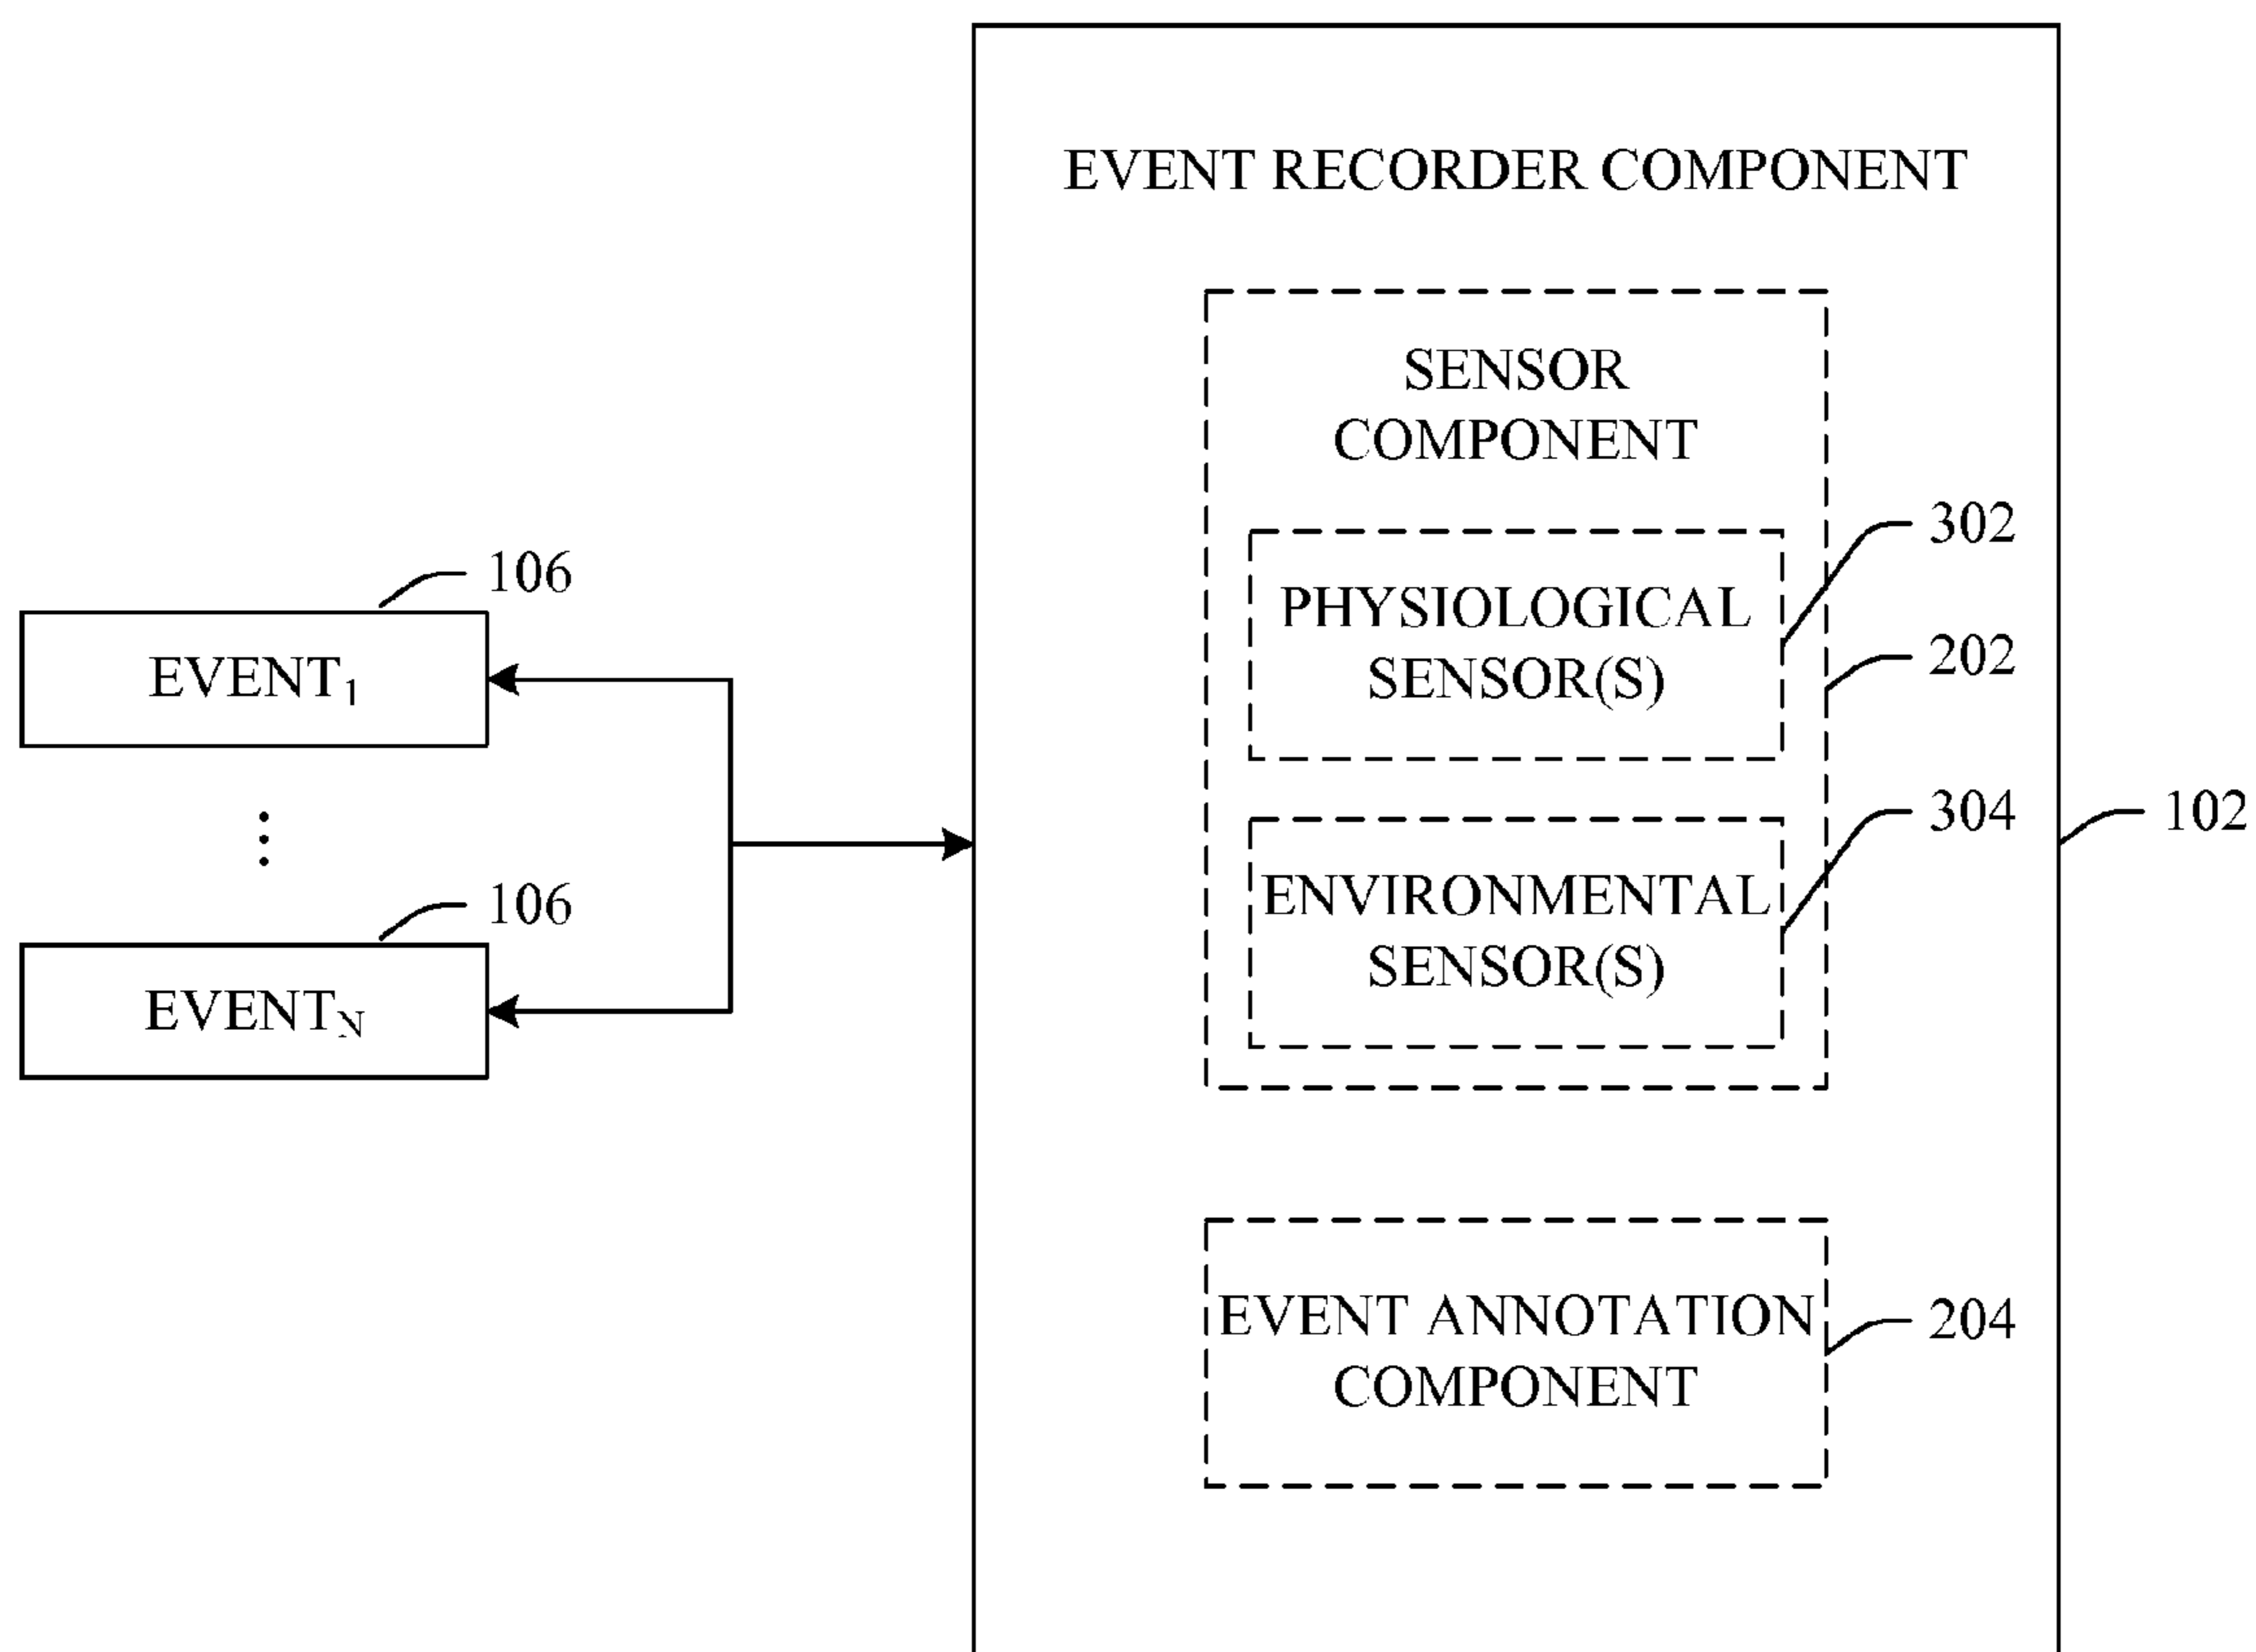 EVENT RECORDER COMPONENT
SENSOR
COMPONENT
302
PHYSIOLOGICAL
SENSOR(S)
202
106
EVENT₁
304
102
ENVIRONMENTAL
SENSOR(S)
106
EVENT_N
EVENT ANNOTATION
COMPONENT
204